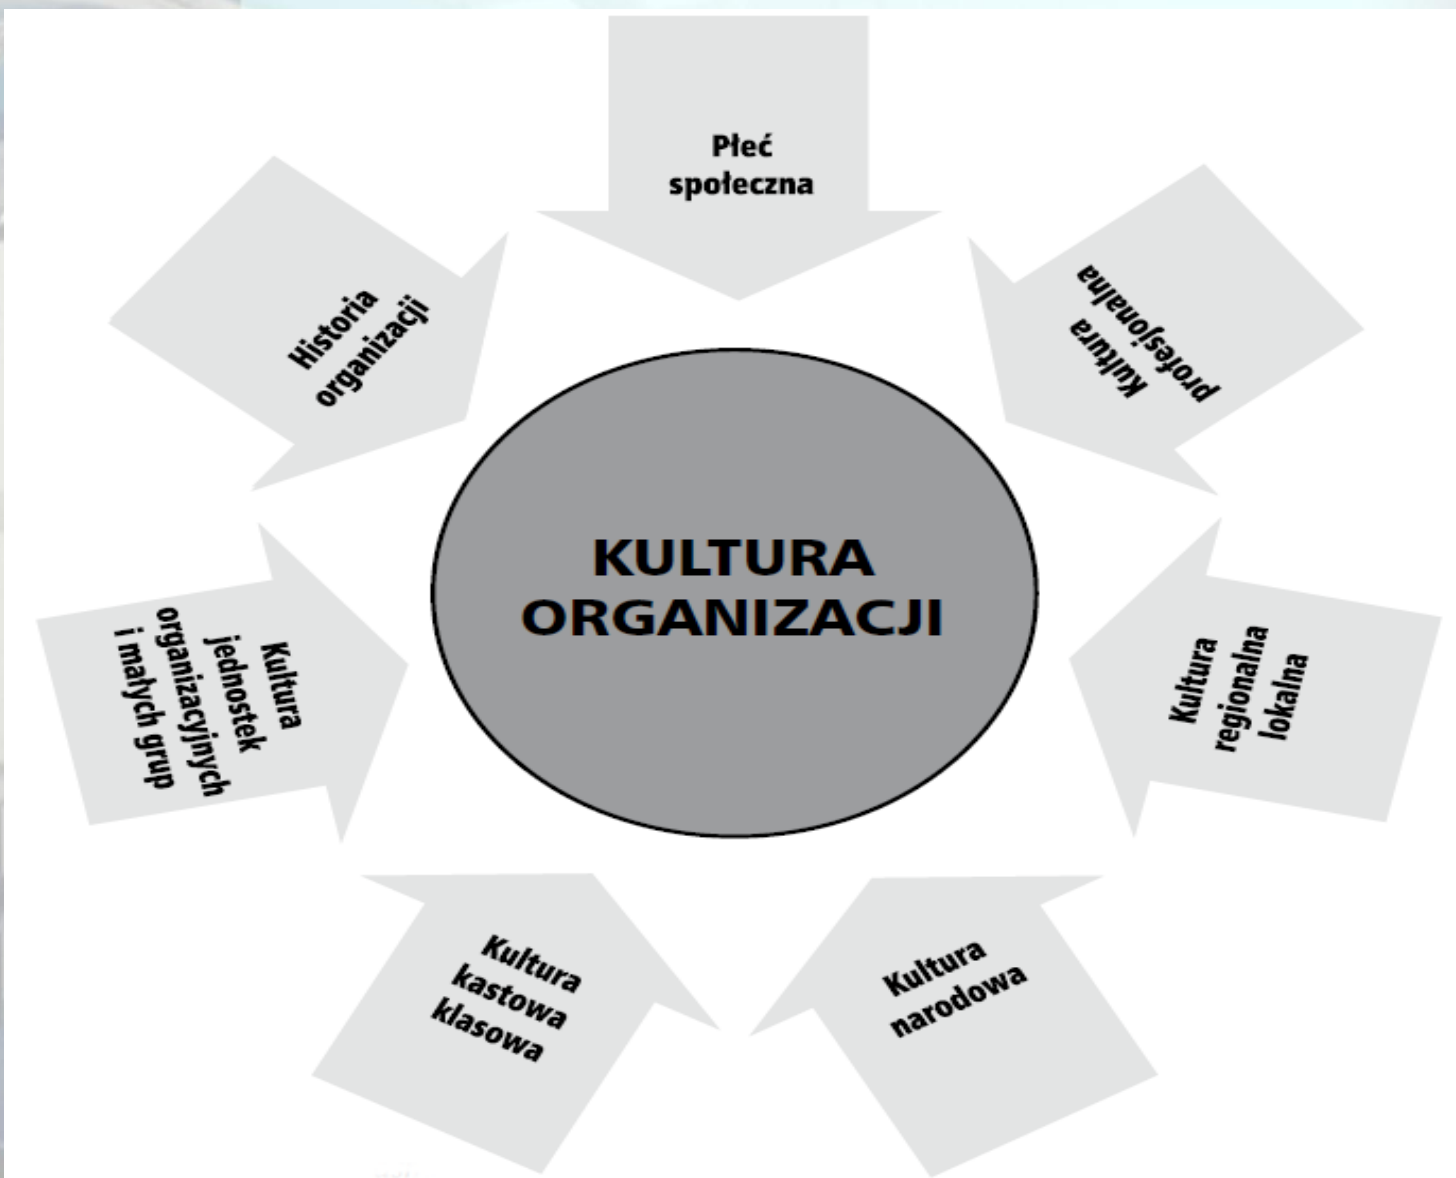 Płeć
społeczna
Kultura
profesjonalna
Kultura
regionalna
lokalna
Kultura
narodowa
Kultura
kastowa
klasowa
Kultura
jednostek
organizacyjnych
i małych grup
Historia
organizacji
KULTURA
ORGANIZACJI